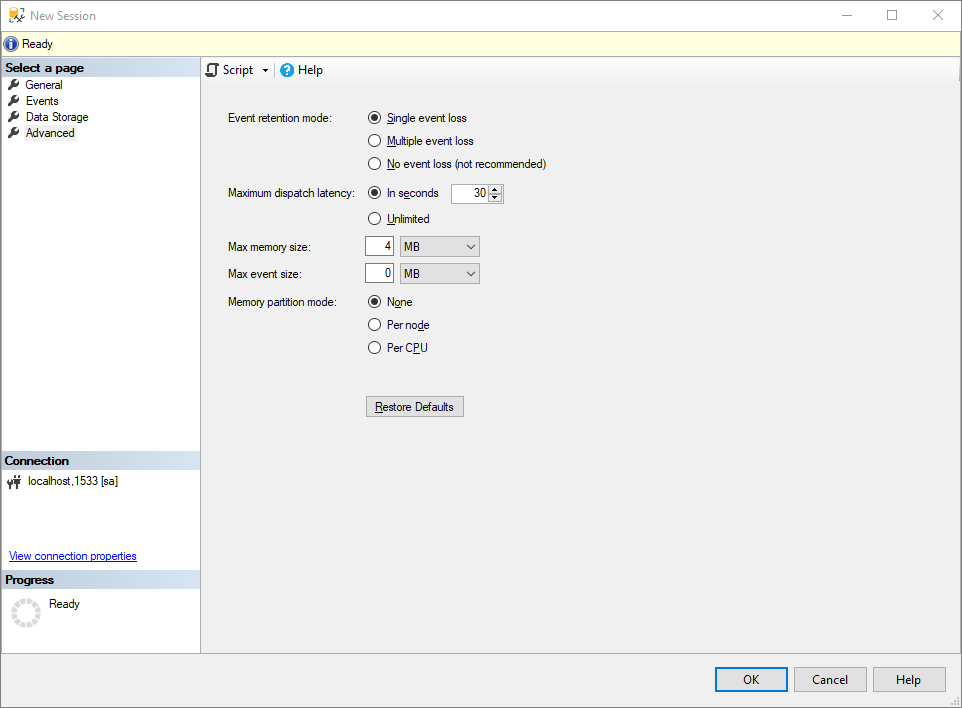 New Session
Ready
Select a page
General
Events
Data Storage
Advanced
Connection
localhost,1533 [sa]
View connection properties
Progress
Ready
Script
Help
Event retention mode:
Single event loss
Multiple event loss
No event loss (not recommended)
Maximum dispatch latency:
In seconds
30
Unlimited
Max memory size:
4
MB
Max event size:
0
MB
Memory partition mode:
None
Per node
Per CPU
Restore Defaults
OK
Cancel
Help